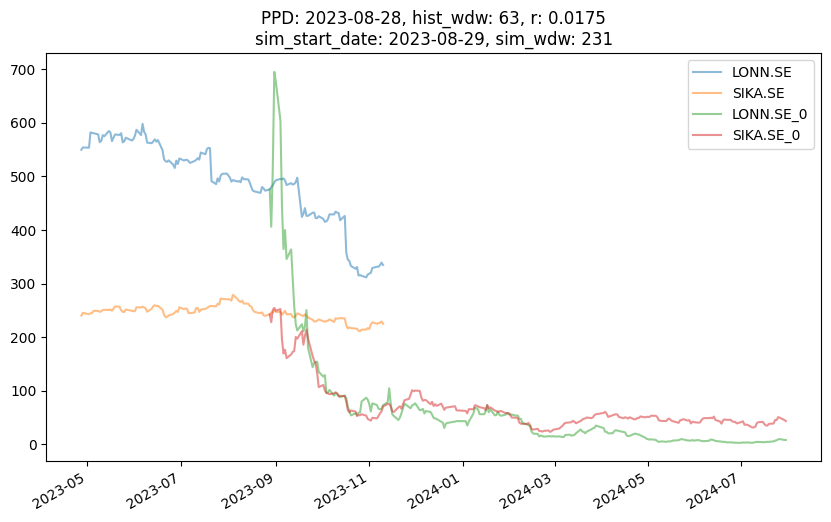 PPD: 2023-08-28, hist_wdw: 63, r: 0.0175
sim_start_date: 2023-08-29, sim_wdw: 231
LONN.SE
SIKA.SE
LONN.SE_0
SIKA.SE_0
700
600
500
400
300
200
100
0
2023-05
2023-07
2023-09
2023-11
2024-01
2024-03
2024-05
2024-07